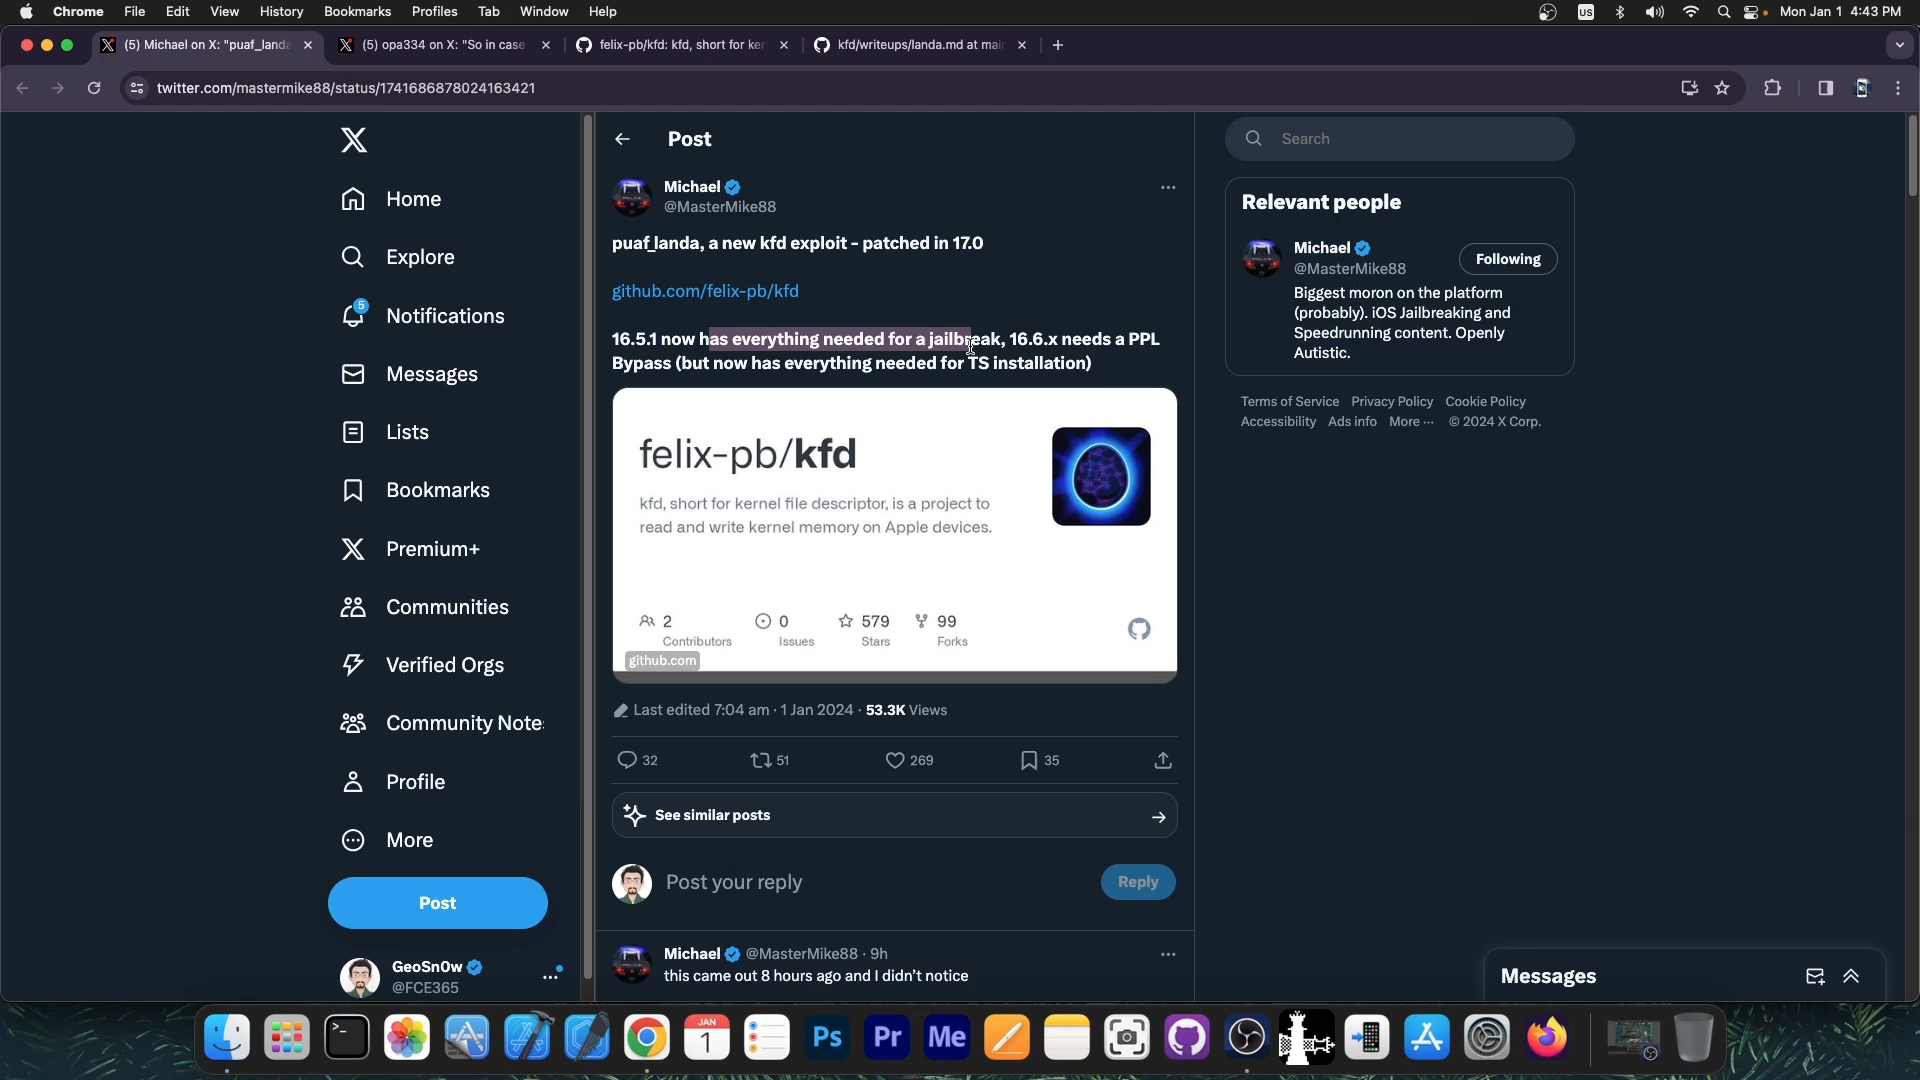 Chrome File Edit View History Bookmarks Profiles Tab Window Help US Mon Jan 1 4:43 PM
(5) Michael on X: "puaf_landa (5) opa334 on X: "So in case felix-pb/kfd: kfd, short for ker kfd/writeups/landa.md at mai
twitter.com/mastermike88/status/1741686878024163421
Home
Explore
5
Notifications
Messages
Lists
Bookmarks
Premium+
Communities
Verified Orgs
Community Note
Profile
More
Post
GeoSn0w
@FCE365
Post
Michael
@MasterMike88
puaf_landa, a new kfd exploit - patched in 17.0
github.com/felix-pb/kfd
16.5.1 now has everything needed for a jailbreak, 16.6.x needs a PPL
Bypass (but now has everything needed for TS installation)
felix-pb/kfd
kfd, short for kernel file descriptor, is a project to
read and write kernel memory on Apple devices.
2 0 579 99
Contributors Issues Stars Forks
github.com
Last edited 7:04 am · 1 Jan 2024 · 53.3K Views
32 51 269 35
See similar posts
Post your reply Reply
Michael @MasterMike88 · 9h
this came out 8 hours ago and I didn't notice
Search
Relevant people
Michael
@MasterMike88
Following
Biggest moron on the platform
(probably). iOS Jailbreaking and
Speedrunning content. Openly
Autistic.
Terms of Service Privacy Policy Cookie Policy
Accessibility Ads info More ··· © 2024 X Corp.
Messages
JAN
1
Ps Pr Me